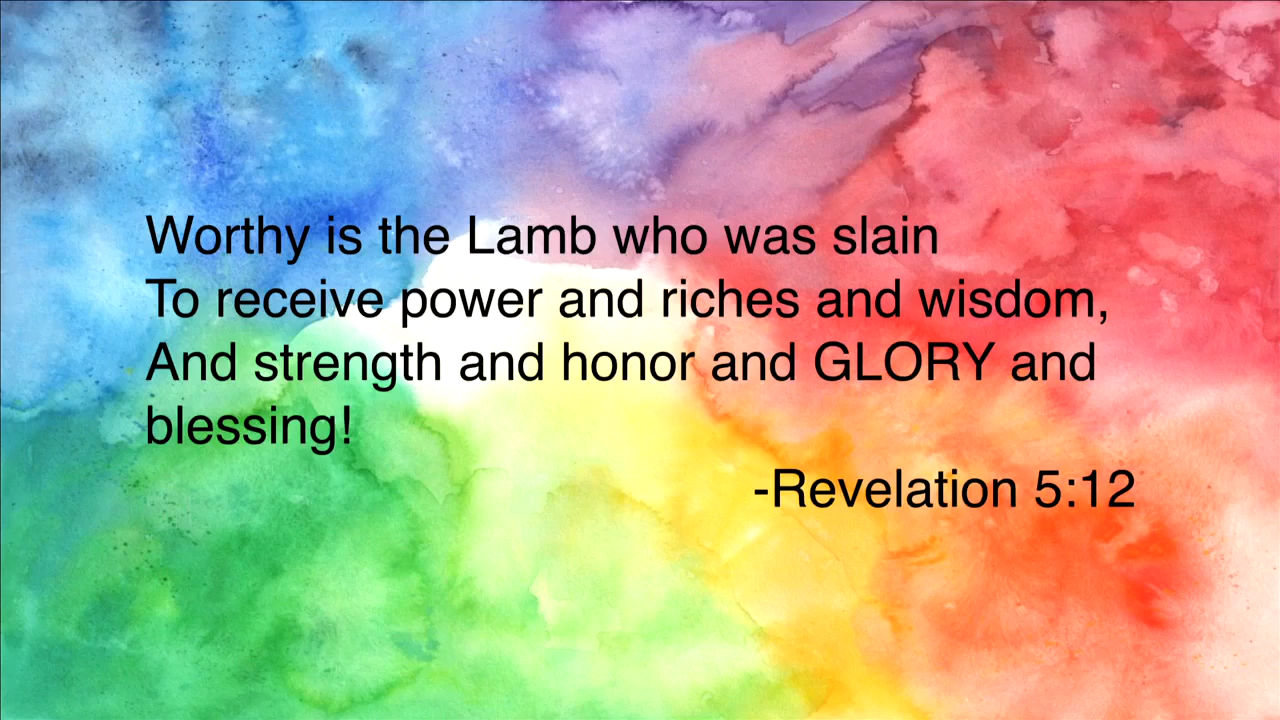 Worthy is the Lamb who was slain
To receive power and riches and wisdom,
And strength and honor and GLORY and
blessing!
-Revelation 5:12